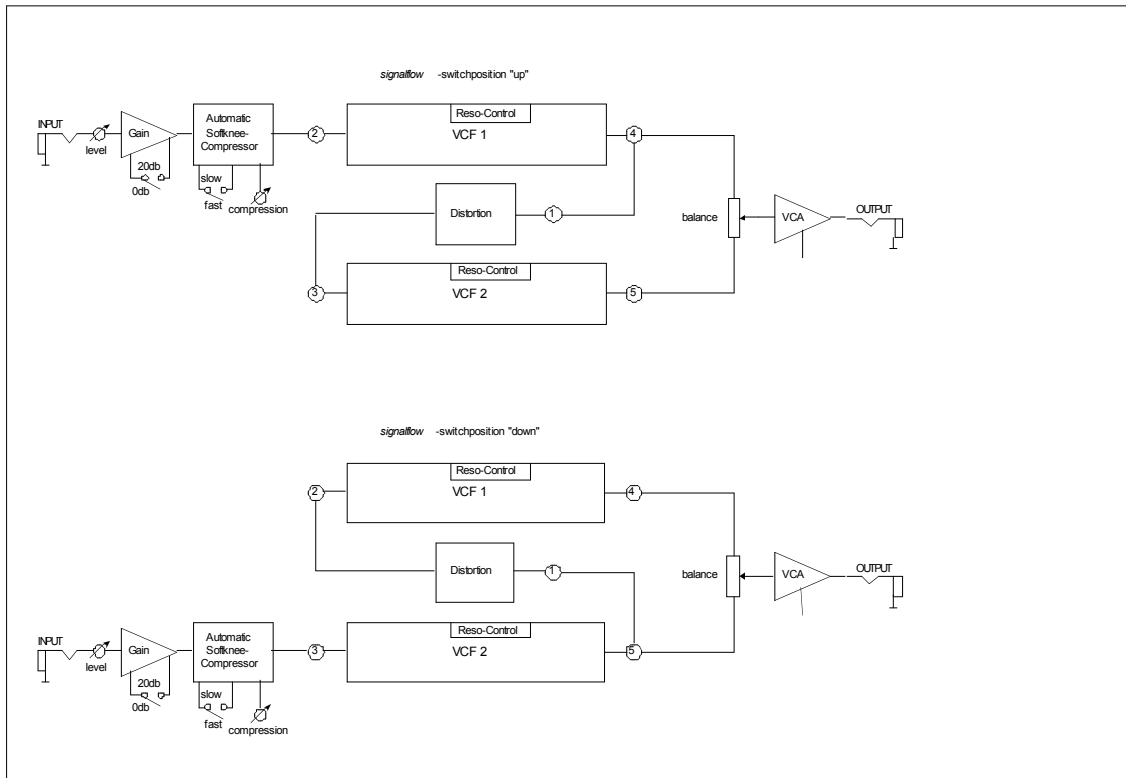 signalflow -switchposition "up"
INPUT
level
Gain
20db
0db
Automatic
Softknee-
Compressor
slow
fast
compression
2
Reso-Control
VCF 1
4
Distortion
1
3
Reso-Control
VCF 2
5
balance
VCA
OUTPUT
signalflow -switchposition "down"
2
Reso-Control
VCF 1
4
Distortion
1
INPUT
level
Gain
20db
0db
Automatic
Softknee-
Compressor
slow
fast
compression
3
Reso-Control
VCF 2
5
balance
VCA
OUTPUT